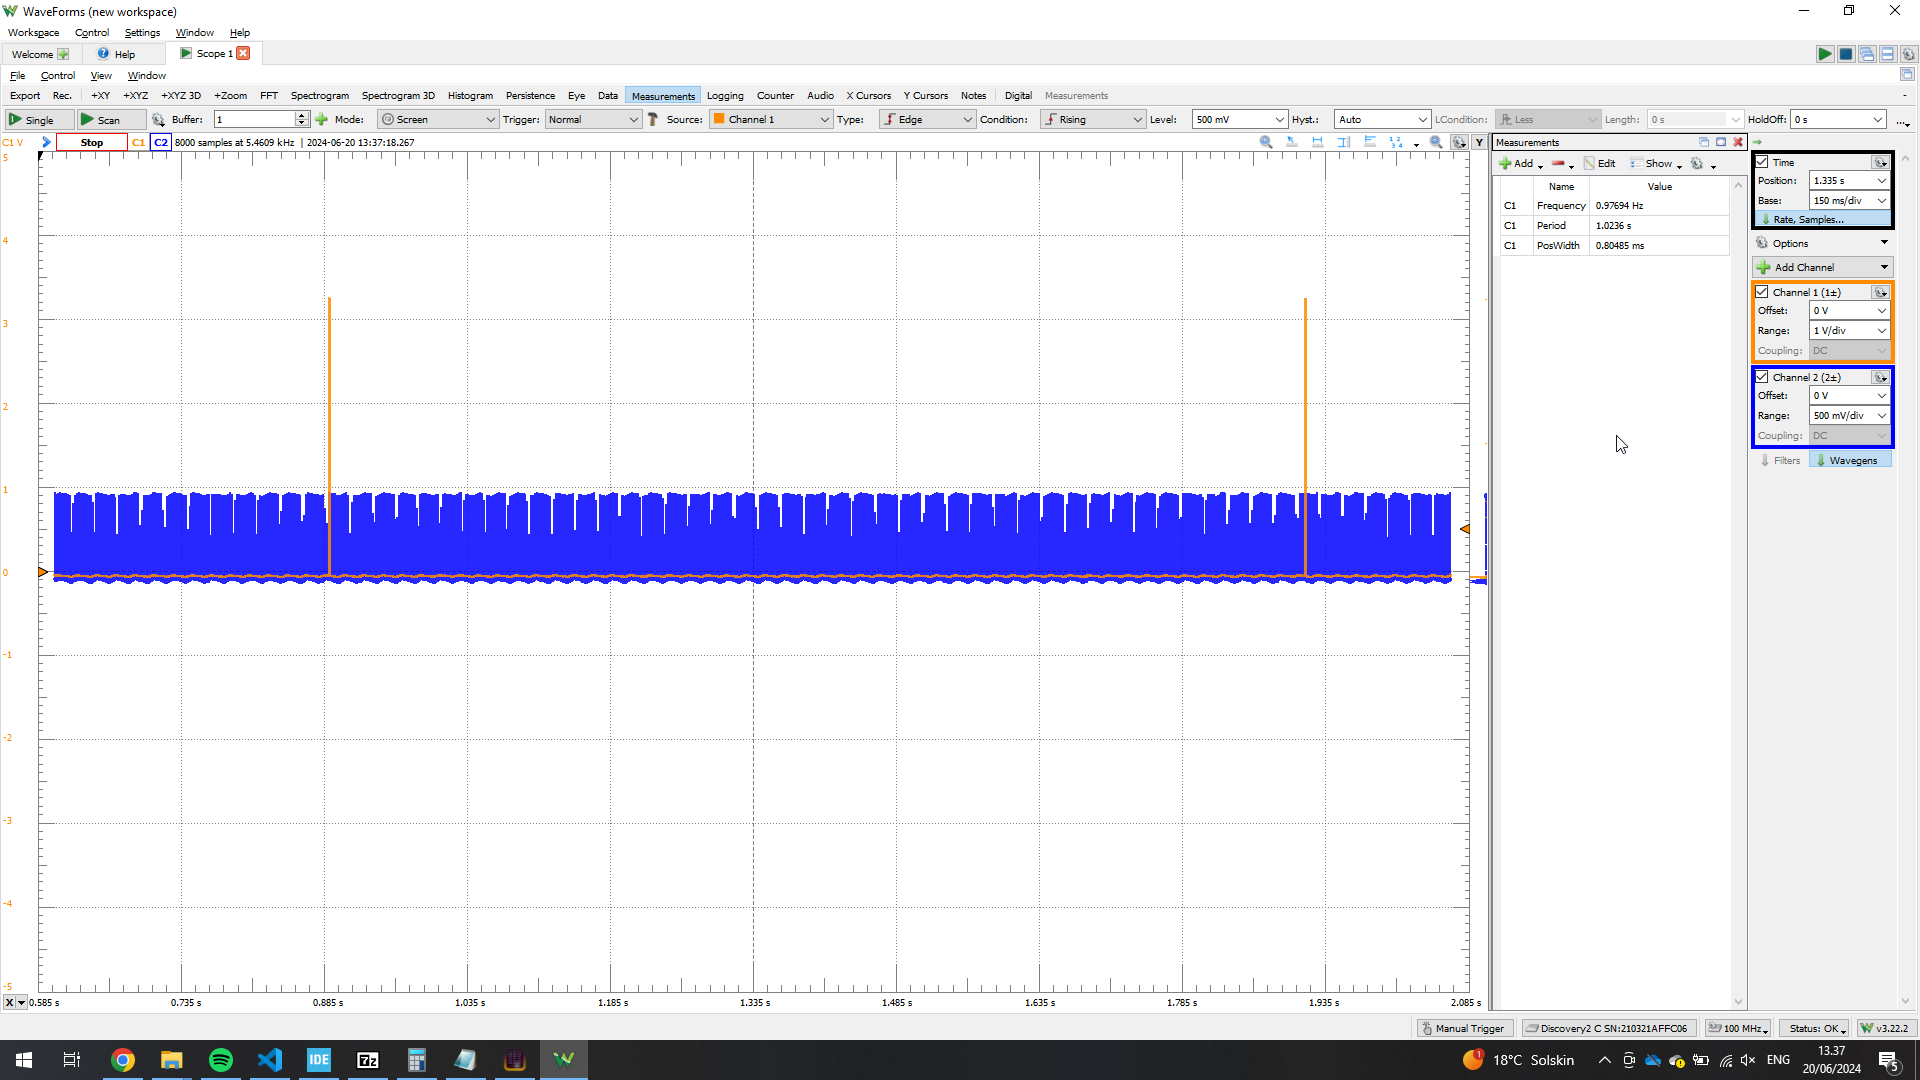 WaveForms (new workspace)
Workspace Control Settings Window Help
Welcome Help Scope 1
File Control View Window
Export Rec. +XY +XYZ +XYZ 3D +Zoom FFT Spectrogram Spectrogram 3D Histogram Persistence Eye Data Measurements Logging Counter Audio X Cursors Y Cursors Notes Digital Measurements
Single Scan Buffer: 1 Mode: Screen Trigger: Normal Source: Channel 1 Type: Edge Condition: Rising Level: 500 mV Hyst.: Auto LCondition: Less Length: 0 s HoldOff: 0 s ...
C1 V Stop C1 C2 8000 samples at 5.4609 kHz | 2024-06-20 13:37:18.267 Y
5
4
3
2
1
0
-1
-2
-3
-4
-5
X 0.585 s 0.735 s 0.885 s 1.035 s 1.185 s 1.335 s 1.485 s 1.635 s 1.785 s 1.935 s 2.085 s
Measurements
Add Edit Show
Name Value
C1 Frequency 0.97694 Hz
C1 Period 1.0236 s
C1 PosWidth 0.80485 ms
Time
Position: 1.335 s
Base: 150 ms/div
Rate, Samples...
Options
Add Channel
Channel 1 (1±)
Offset: 0 V
Range: 1 V/div
Coupling: DC
Channel 2 (2±)
Offset: 0 V
Range: 500 mV/div
Coupling: DC
Filters Wavegens
Manual Trigger Discovery2 C SN:210321AFFC06 100 MHz Status: OK v3.22.2
IDE 7z 1 18°C Solskin ENG 13.37
20/06/2024 5